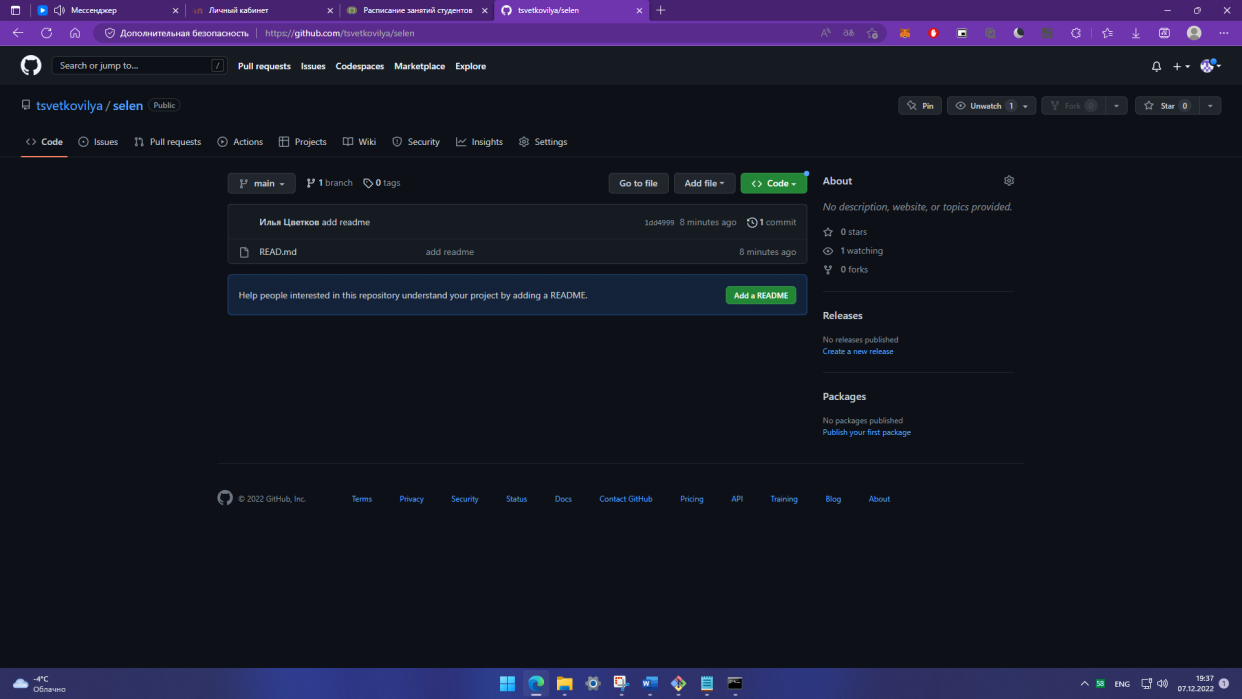 Мессенджер
Личный кабинет
Расписание занятий студентов
tsvetkovilya/selen
Дополнительная безопасность
https://github.com/tsvetkovilya/selen
Search or jump to...
/
Pull requests
Issues
Codespaces
Marketplace
Explore
tsvetkovilya / selen
Public
Pin
Unwatch 1
Fork 0
Star 0
Code
Issues
Pull requests
Actions
Projects
Wiki
Security
Insights
Settings
main
1 branch
0 tags
Go to file
Add file
Code
Илья Цветков add readme
1dd4999 8 minutes ago
1 commit
READ.md
add readme
8 minutes ago
Help people interested in this repository understand your project by adding a README.
Add a README
About
No description, website, or topics provided.
0 stars
1 watching
0 forks
Releases
No releases published
Create a new release
Packages
No packages published
Publish your first package
© 2022 GitHub, Inc.
Terms
Privacy
Security
Status
Docs
Contact GitHub
Pricing
API
Training
Blog
About
-4°C
Облачно
58
ENG
19:37
07.12.2022
1